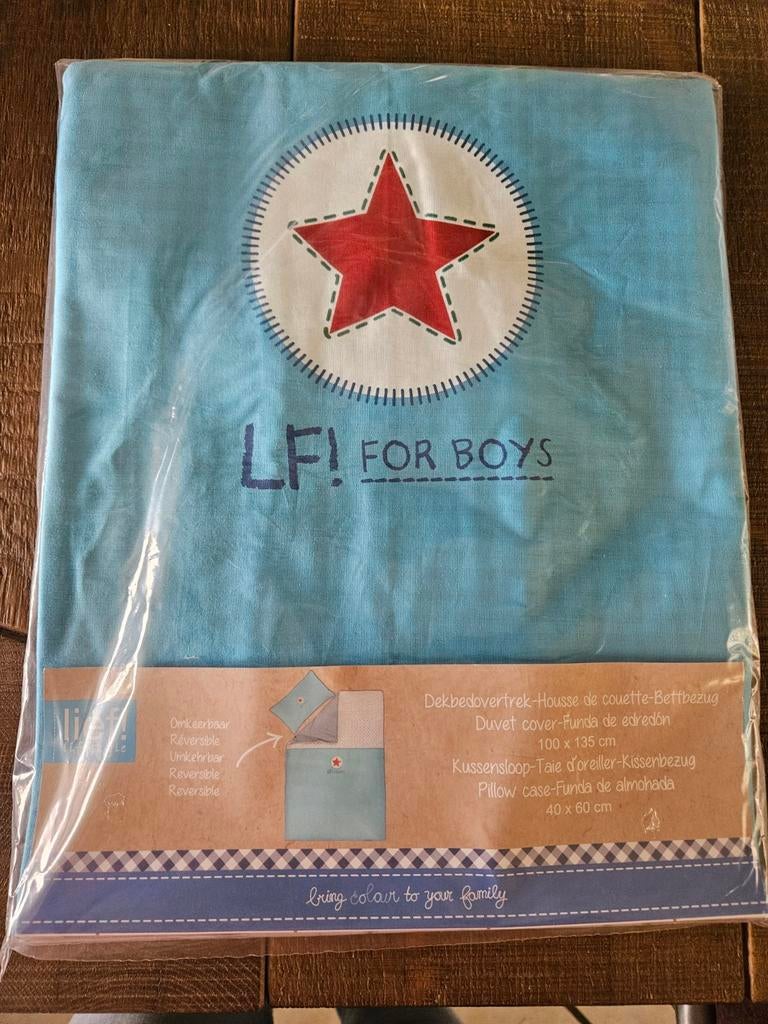 LF! FOR BOYS
lief!
LIFESTYLE
Omkeerbaar
Réversible
Umkehrbar
Reversible
Reversible
Dekbedovertrek-Housse de couette-Bettbezug
Duvet cover-Funda de edredón
100 x 135 cm
Kussensloop-Taie d'oreiller-Kissenbezug
Pillow case-Funda de almohada
40 x 60 cm
bring colour to your family